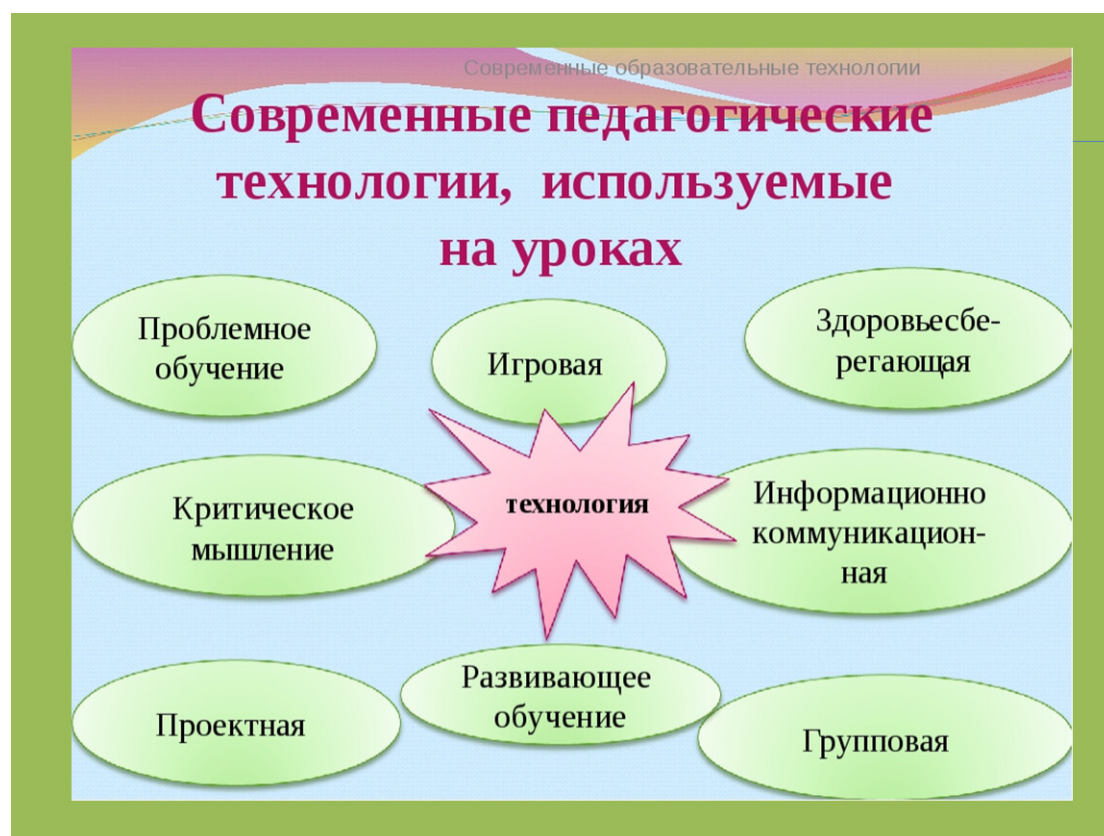 Современные образовательные технологии
Современные педагогические
технологии, используемые
на уроках
Проблемное
обучение
Игровая
Здоровьесбе-
регающая
Критическое
мышление
технология
Информационно
коммуникацион-
ная
Проектная
Развивающее
обучение
Групповая